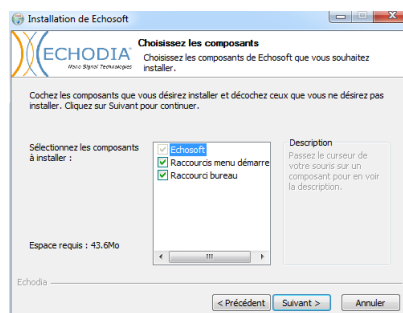 Installation de Echosoft
ECHODIA
Nano Signal Technologies
Choisissez les composants
Choisissez les composants de Echosoft que vous souhaitez
installer.
Cochez les composants que vous désirez installer et décochez ceux que vous ne désirez pas
installer. Cliquez sur Suivant pour continuer.
Sélectionnez les composants
à installer :
Echosoft
Raccourcis menu démarre
Raccourci bureau
Description
Passez le curseur de
votre souris sur un
composant pour en voir
la description.
Espace requis : 43.6Mo
Echodia
< Précédent
Suivant >
Annuler